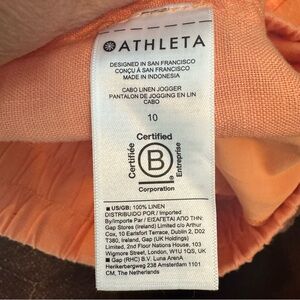 ATHLETA
DESIGNED IN SAN FRANCISCO
CONÇU À SAN FRANCISCO
MADE IN INDONESIA
CABO LINEN JOGGER
PANTALON DE JOGGING EN LIN
CABO
10
Certified
Certifiée
B
Entreprise
Corporation
US/GB: 100% LINEN
DISTRIBUIDO POR / Imported
By/Importe Par / ΕΙΣΑΓΕΤΑΙ ΑΠΟ ΤΗΝ:
Gap Stores (Ireland) Limited c/o Arthur
Cox, 10 Earlsfort Terrace, Dublin 2, D02
T380, Ireland, Gap (UK Holdings)
Limited, 2nd Floor Nations House, 103
Wigmore Street, London, W1U 1QS, UK
Gap (RHC) B.V. Luna ArenA
Herikerbergweg 238 Amsterdam 1101
CM, The Netherlands